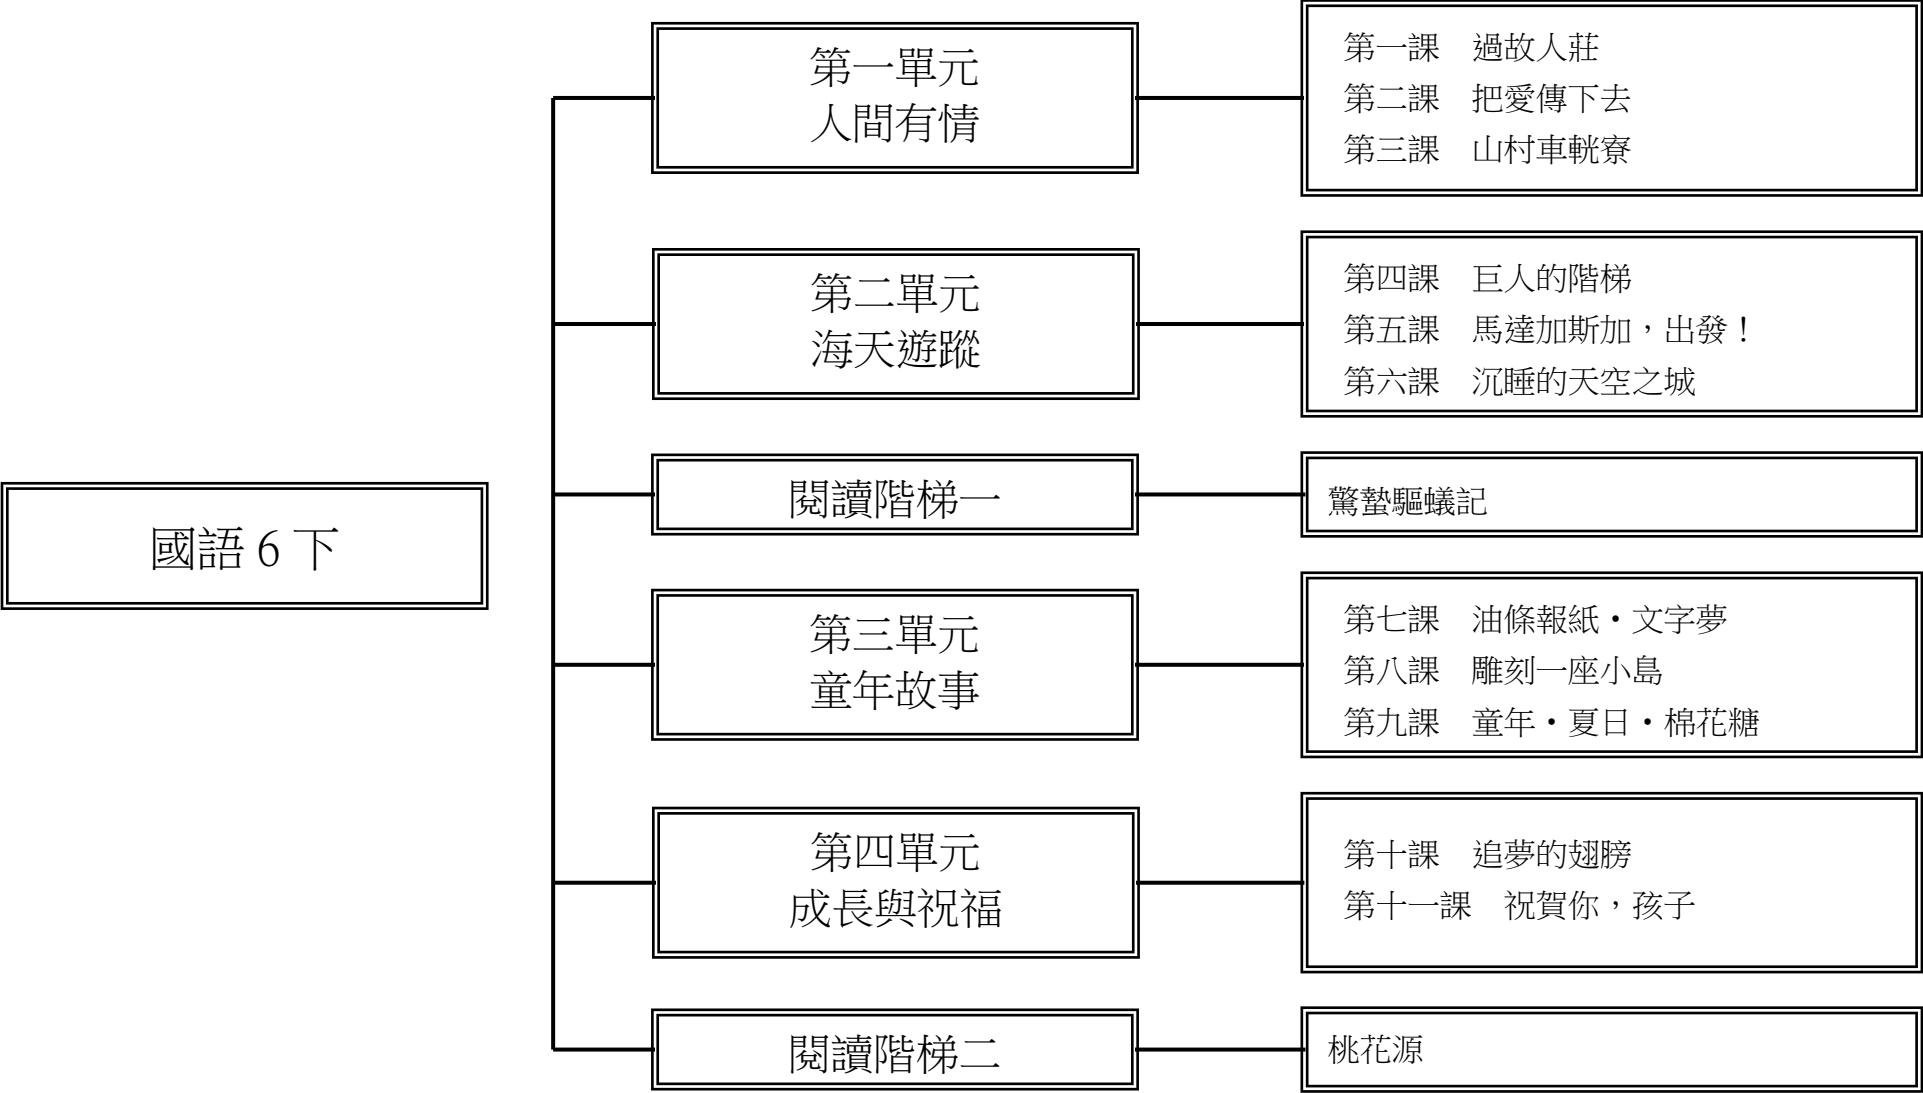 國語 6 下
第一單元
人間有情
第一課　過故人莊
第二課　把愛傳下去
第三課　山村車輄寮
第二單元
海天遊蹤
第四課　巨人的階梯
第五課　馬達加斯加，出發！
第六課　沉睡的天空之城
閱讀階梯一
驚蟄驅蟻記
第三單元
童年故事
第七課　油條報紙・文字夢
第八課　雕刻一座小島
第九課　童年・夏日・棉花糖
第四單元
成長與祝福
第十課　追夢的翅膀
第十一課　祝賀你，孩子
閱讀階梯二
桃花源